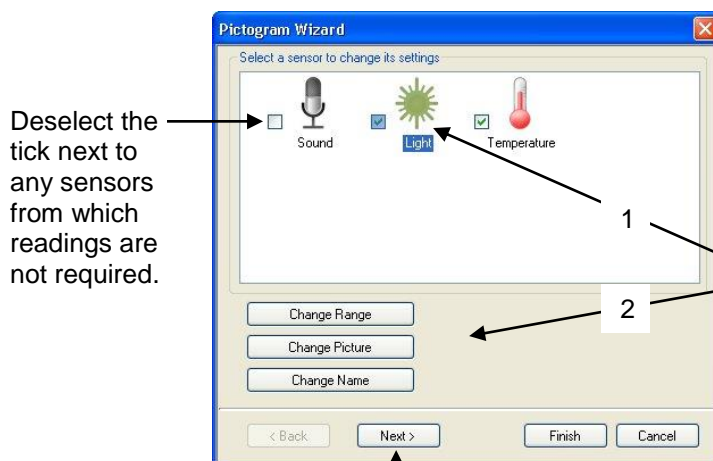 Pictogram Wizard
Select a sensor to change its settings
Deselect the
tick next to
any sensors
from which
readings are
not required.
Sound
Light
Temperature
1
2
Change Range
Change Picture
Change Name
< Back
Next >
Finish
Cancel